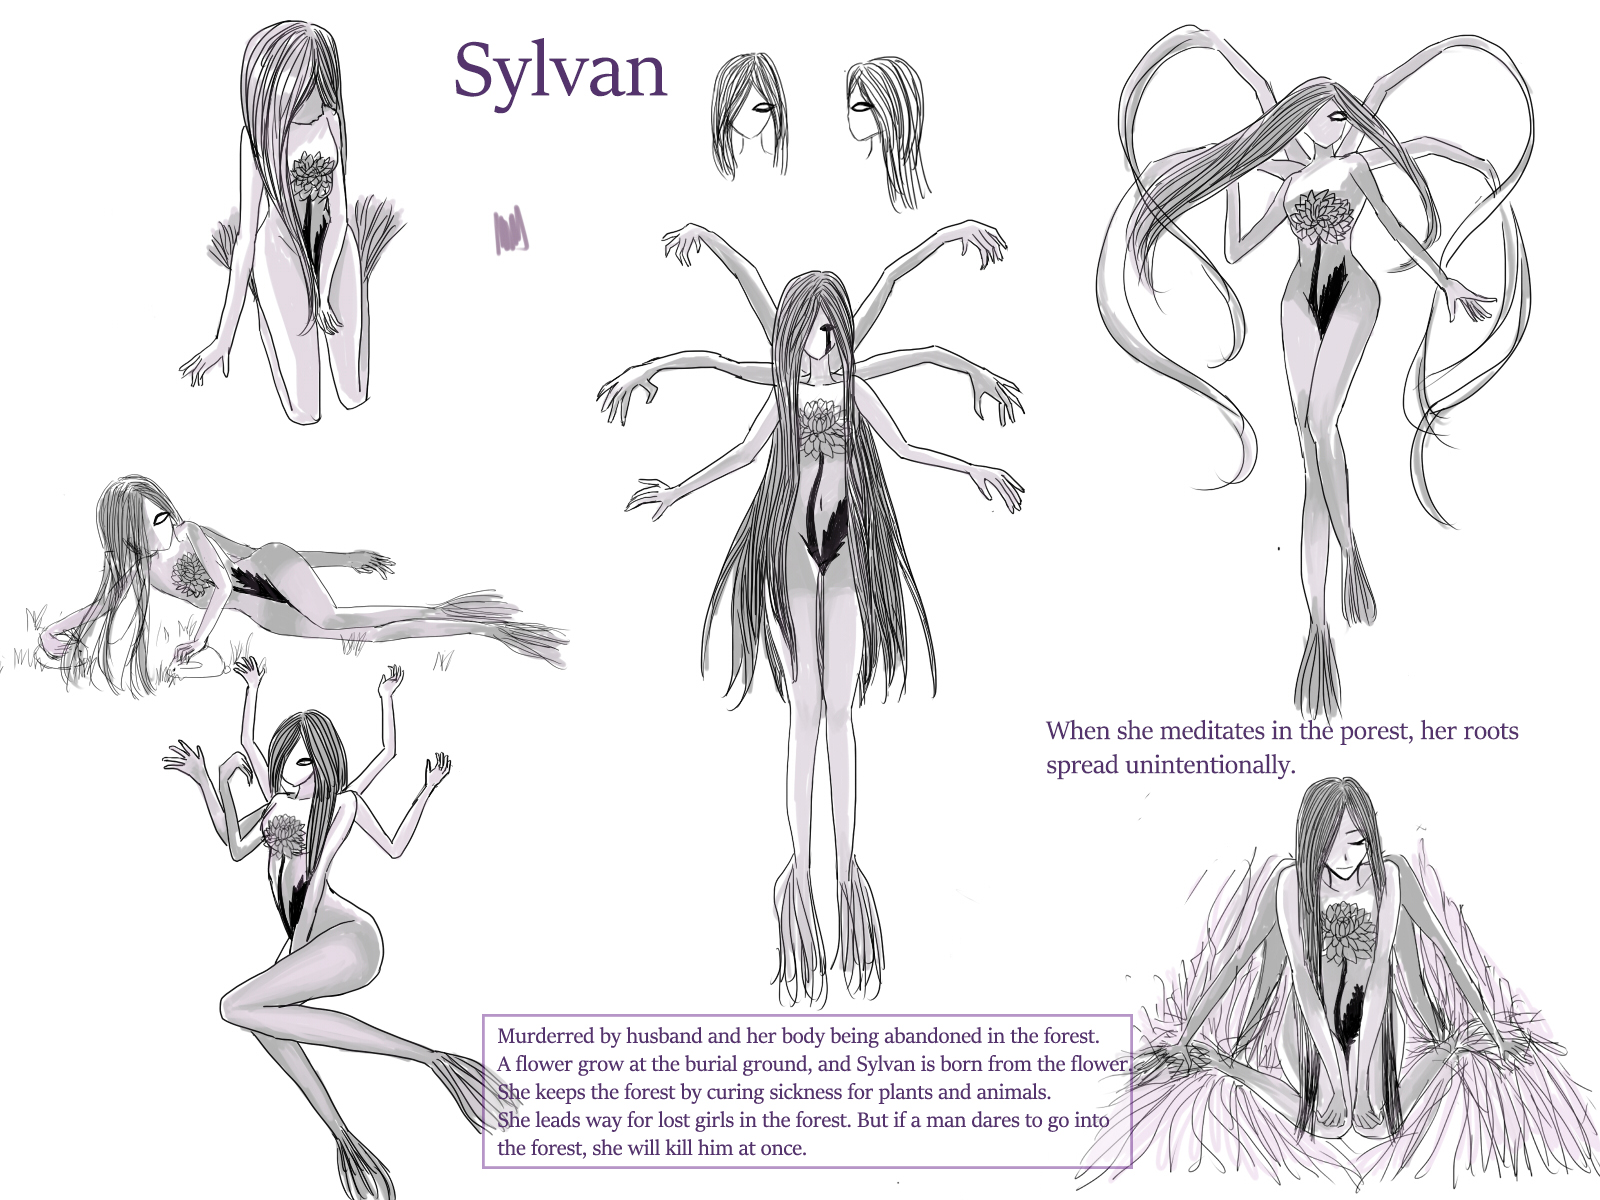 Sylvan
When she meditates in the porest, her roots
spread unintentionally.
Murderred by husband and her body being abandoned in the forest.
A flower grow at the burial ground, and Sylvan is born from the flower.
She keeps the forest by curing sickness for plants and animals.
She leads way for lost girls in the forest. But if a man dares to go into
the forest, she will kill him at once.